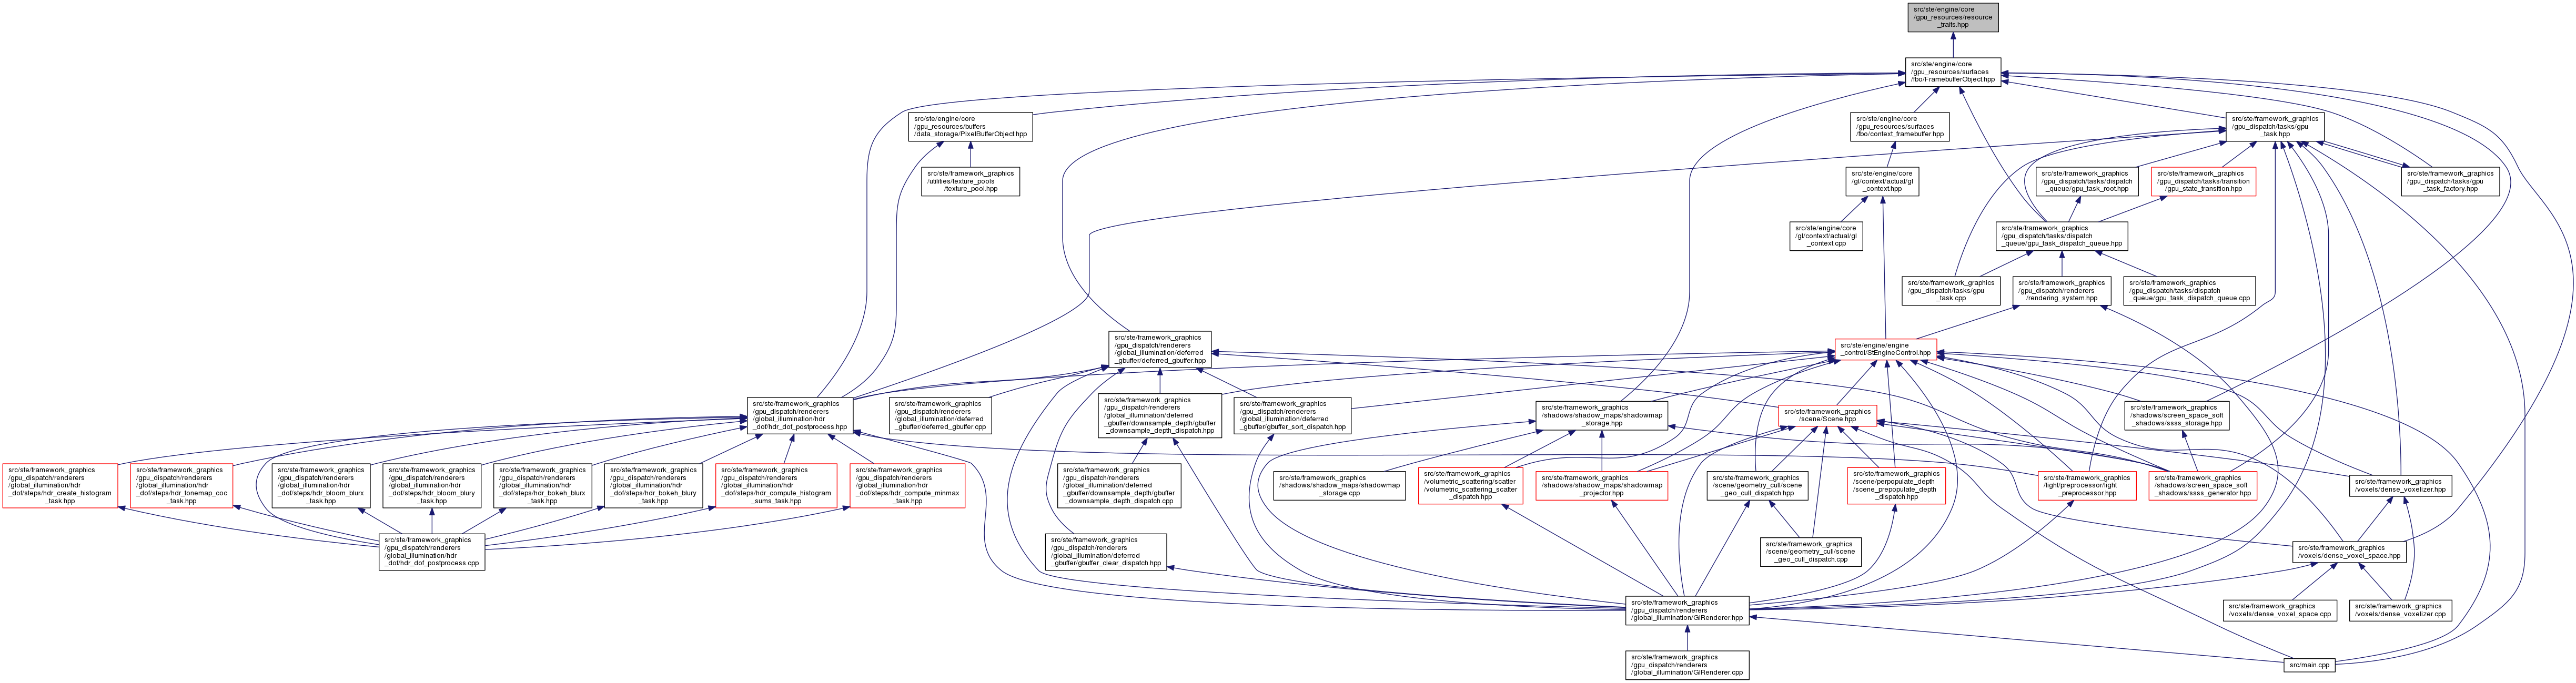 src/ste/engine/core
/gpu_resources/resource
_traits.hpp
src/ste/engine/core
/gpu_resources/surfaces
/fbo/FramebufferObject.hpp
src/ste/engine/core
/gpu_resources/buffers
/data_storage/PixelBufferObject.hpp
src/ste/engine/core
/gpu_resources/surfaces
/fbo/context_framebuffer.hpp
src/ste/framework_graphics
/gpu_dispatch/tasks/gpu
_task.hpp
src/ste/framework_graphics
/utilities/texture_pools
/texture_pool.hpp
src/ste/engine/core
/gl/context/actual/gl
_context.hpp
src/ste/framework_graphics
/gpu_dispatch/tasks/dispatch
_queue/gpu_task_root.hpp
src/ste/framework_graphics
/gpu_dispatch/tasks/transition
/gpu_state_transition.hpp
src/ste/framework_graphics
/gpu_dispatch/tasks/gpu
_task_factory.hpp
src/ste/engine/core
/gl/context/actual/gl
_context.cpp
src/ste/framework_graphics
/gpu_dispatch/tasks/dispatch
_queue/gpu_task_dispatch_queue.hpp
src/ste/framework_graphics
/gpu_dispatch/tasks/gpu
_task.cpp
src/ste/framework_graphics
/gpu_dispatch/renderers
/rendering_system.hpp
src/ste/framework_graphics
/gpu_dispatch/tasks/dispatch
_queue/gpu_task_dispatch_queue.cpp
src/ste/framework_graphics
/gpu_dispatch/renderers
/global_illumination/deferred
_gbuffer/deferred_gbuffer.hpp
src/ste/engine/engine
_control/StEngineControl.hpp
src/ste/framework_graphics
/gpu_dispatch/renderers
/global_illumination/hdr
_dof/hdr_dof_postprocess.hpp
src/ste/framework_graphics
/gpu_dispatch/renderers
/global_illumination/deferred
_gbuffer/deferred_gbuffer.cpp
src/ste/framework_graphics
/gpu_dispatch/renderers
/global_illumination/deferred
_gbuffer/downsample_depth/gbuffer
_downsample_depth_dispatch.hpp
src/ste/framework_graphics
/gpu_dispatch/renderers
/global_illumination/deferred
_gbuffer/gbuffer_sort_dispatch.hpp
src/ste/framework_graphics
/shadows/shadow_maps/shadowmap
_storage.hpp
src/ste/framework_graphics
/scene/Scene.hpp
src/ste/framework_graphics
/shadows/screen_space_soft
_shadows/ssss_storage.hpp
src/ste/framework_graphics
/gpu_dispatch/renderers
/global_illumination/hdr
_dof/steps/hdr_create_histogram
_task.hpp
src/ste/framework_graphics
/gpu_dispatch/renderers
/global_illumination/hdr
_dof/steps/hdr_tonemap_coc
_task.hpp
src/ste/framework_graphics
/gpu_dispatch/renderers
/global_illumination/hdr
_dof/steps/hdr_bloom_blurx
_task.hpp
src/ste/framework_graphics
/gpu_dispatch/renderers
/global_illumination/hdr
_dof/steps/hdr_bloom_blury
_task.hpp
src/ste/framework_graphics
/gpu_dispatch/renderers
/global_illumination/hdr
_dof/steps/hdr_bokeh_blurx
_task.hpp
src/ste/framework_graphics
/gpu_dispatch/renderers
/global_illumination/hdr
_dof/steps/hdr_bokeh_blury
_task.hpp
src/ste/framework_graphics
/gpu_dispatch/renderers
/global_illumination/hdr
_dof/steps/hdr_compute_histogram
_sums_task.hpp
src/ste/framework_graphics
/gpu_dispatch/renderers
/global_illumination/hdr
_dof/steps/hdr_compute_minmax
_task.hpp
src/ste/framework_graphics
/gpu_dispatch/renderers
/global_illumination/deferred
_gbuffer/downsample_depth/gbuffer
_downsample_depth_dispatch.cpp
src/ste/framework_graphics
/shadows/shadow_maps/shadowmap
_storage.cpp
src/ste/framework_graphics
/volumetric_scattering/scatter
/volumetric_scattering_scatter
_dispatch.hpp
src/ste/framework_graphics
/shadows/shadow_maps/shadowmap
_projector.hpp
src/ste/framework_graphics
/scene/geometry_cull/scene
_geo_cull_dispatch.hpp
src/ste/framework_graphics
/scene/perpopulate_depth
/scene_prepopulate_depth
_dispatch.hpp
src/ste/framework_graphics
/light/preprocessor/light
_preprocessor.hpp
src/ste/framework_graphics
/shadows/screen_space_soft
_shadows/ssss_generator.hpp
src/ste/framework_graphics
/voxels/dense_voxelizer.hpp
src/ste/framework_graphics
/gpu_dispatch/renderers
/global_illumination/hdr
_dof/hdr_dof_postprocess.cpp
src/ste/framework_graphics
/gpu_dispatch/renderers
/global_illumination/deferred
_gbuffer/gbuffer_clear_dispatch.hpp
src/ste/framework_graphics
/scene/geometry_cull/scene
_geo_cull_dispatch.cpp
src/ste/framework_graphics
/voxels/dense_voxel_space.hpp
src/ste/framework_graphics
/gpu_dispatch/renderers
/global_illumination/GIRenderer.hpp
src/ste/framework_graphics
/voxels/dense_voxel_space.cpp
src/ste/framework_graphics
/voxels/dense_voxelizer.cpp
src/ste/framework_graphics
/gpu_dispatch/renderers
/global_illumination/GIRenderer.cpp
src/main.cpp